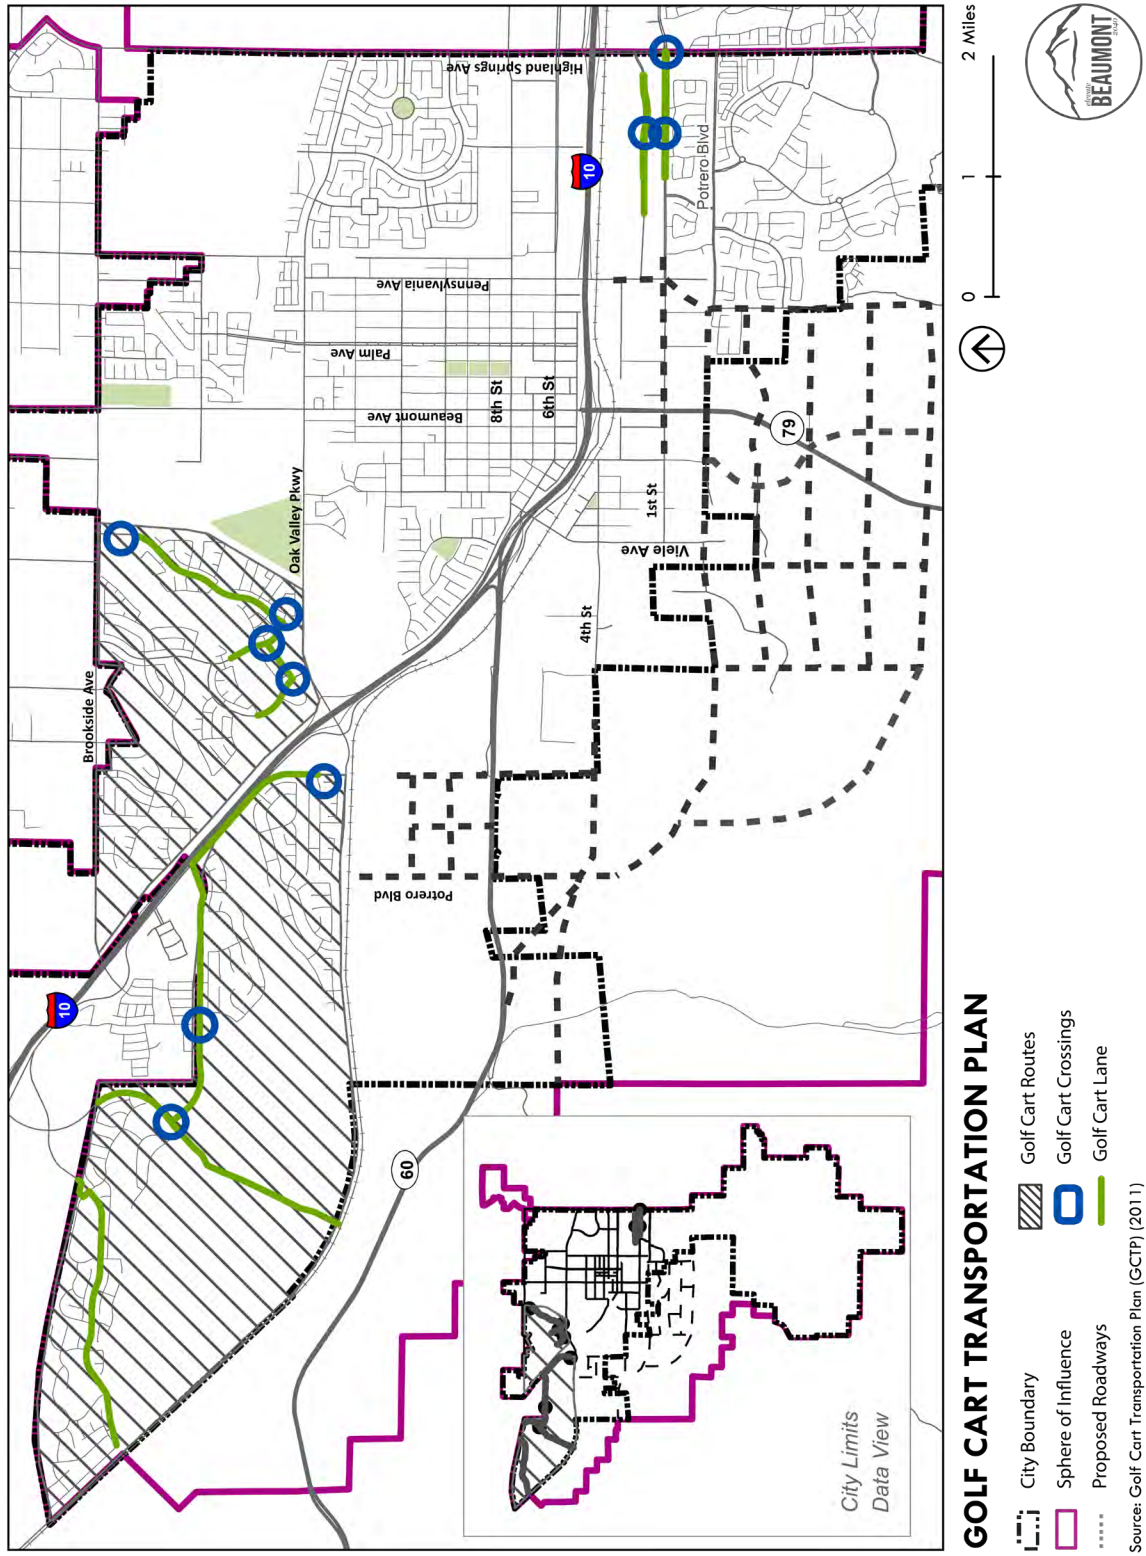 Brookside Ave
Oak Valley Pkwy
Highland Springs Ave
Pennsylvania Ave
Palm Ave
Beaumont Ave
8th St
6th St
10
10
Potrero Blvd
1st St
Viele Ave
4th St
79
Potrero Blvd
60
City Limits
Data View
GOLF CART TRANSPORTATION PLAN
City Boundary
Sphere of Influence
Proposed Roadways
Golf Cart Routes
Golf Cart Crossings
Golf Cart Lane
Source: Golf Cart Transportation Plan (GCTP) (2011)
0 1 2 Miles
elevate
BEAUMONT
2040